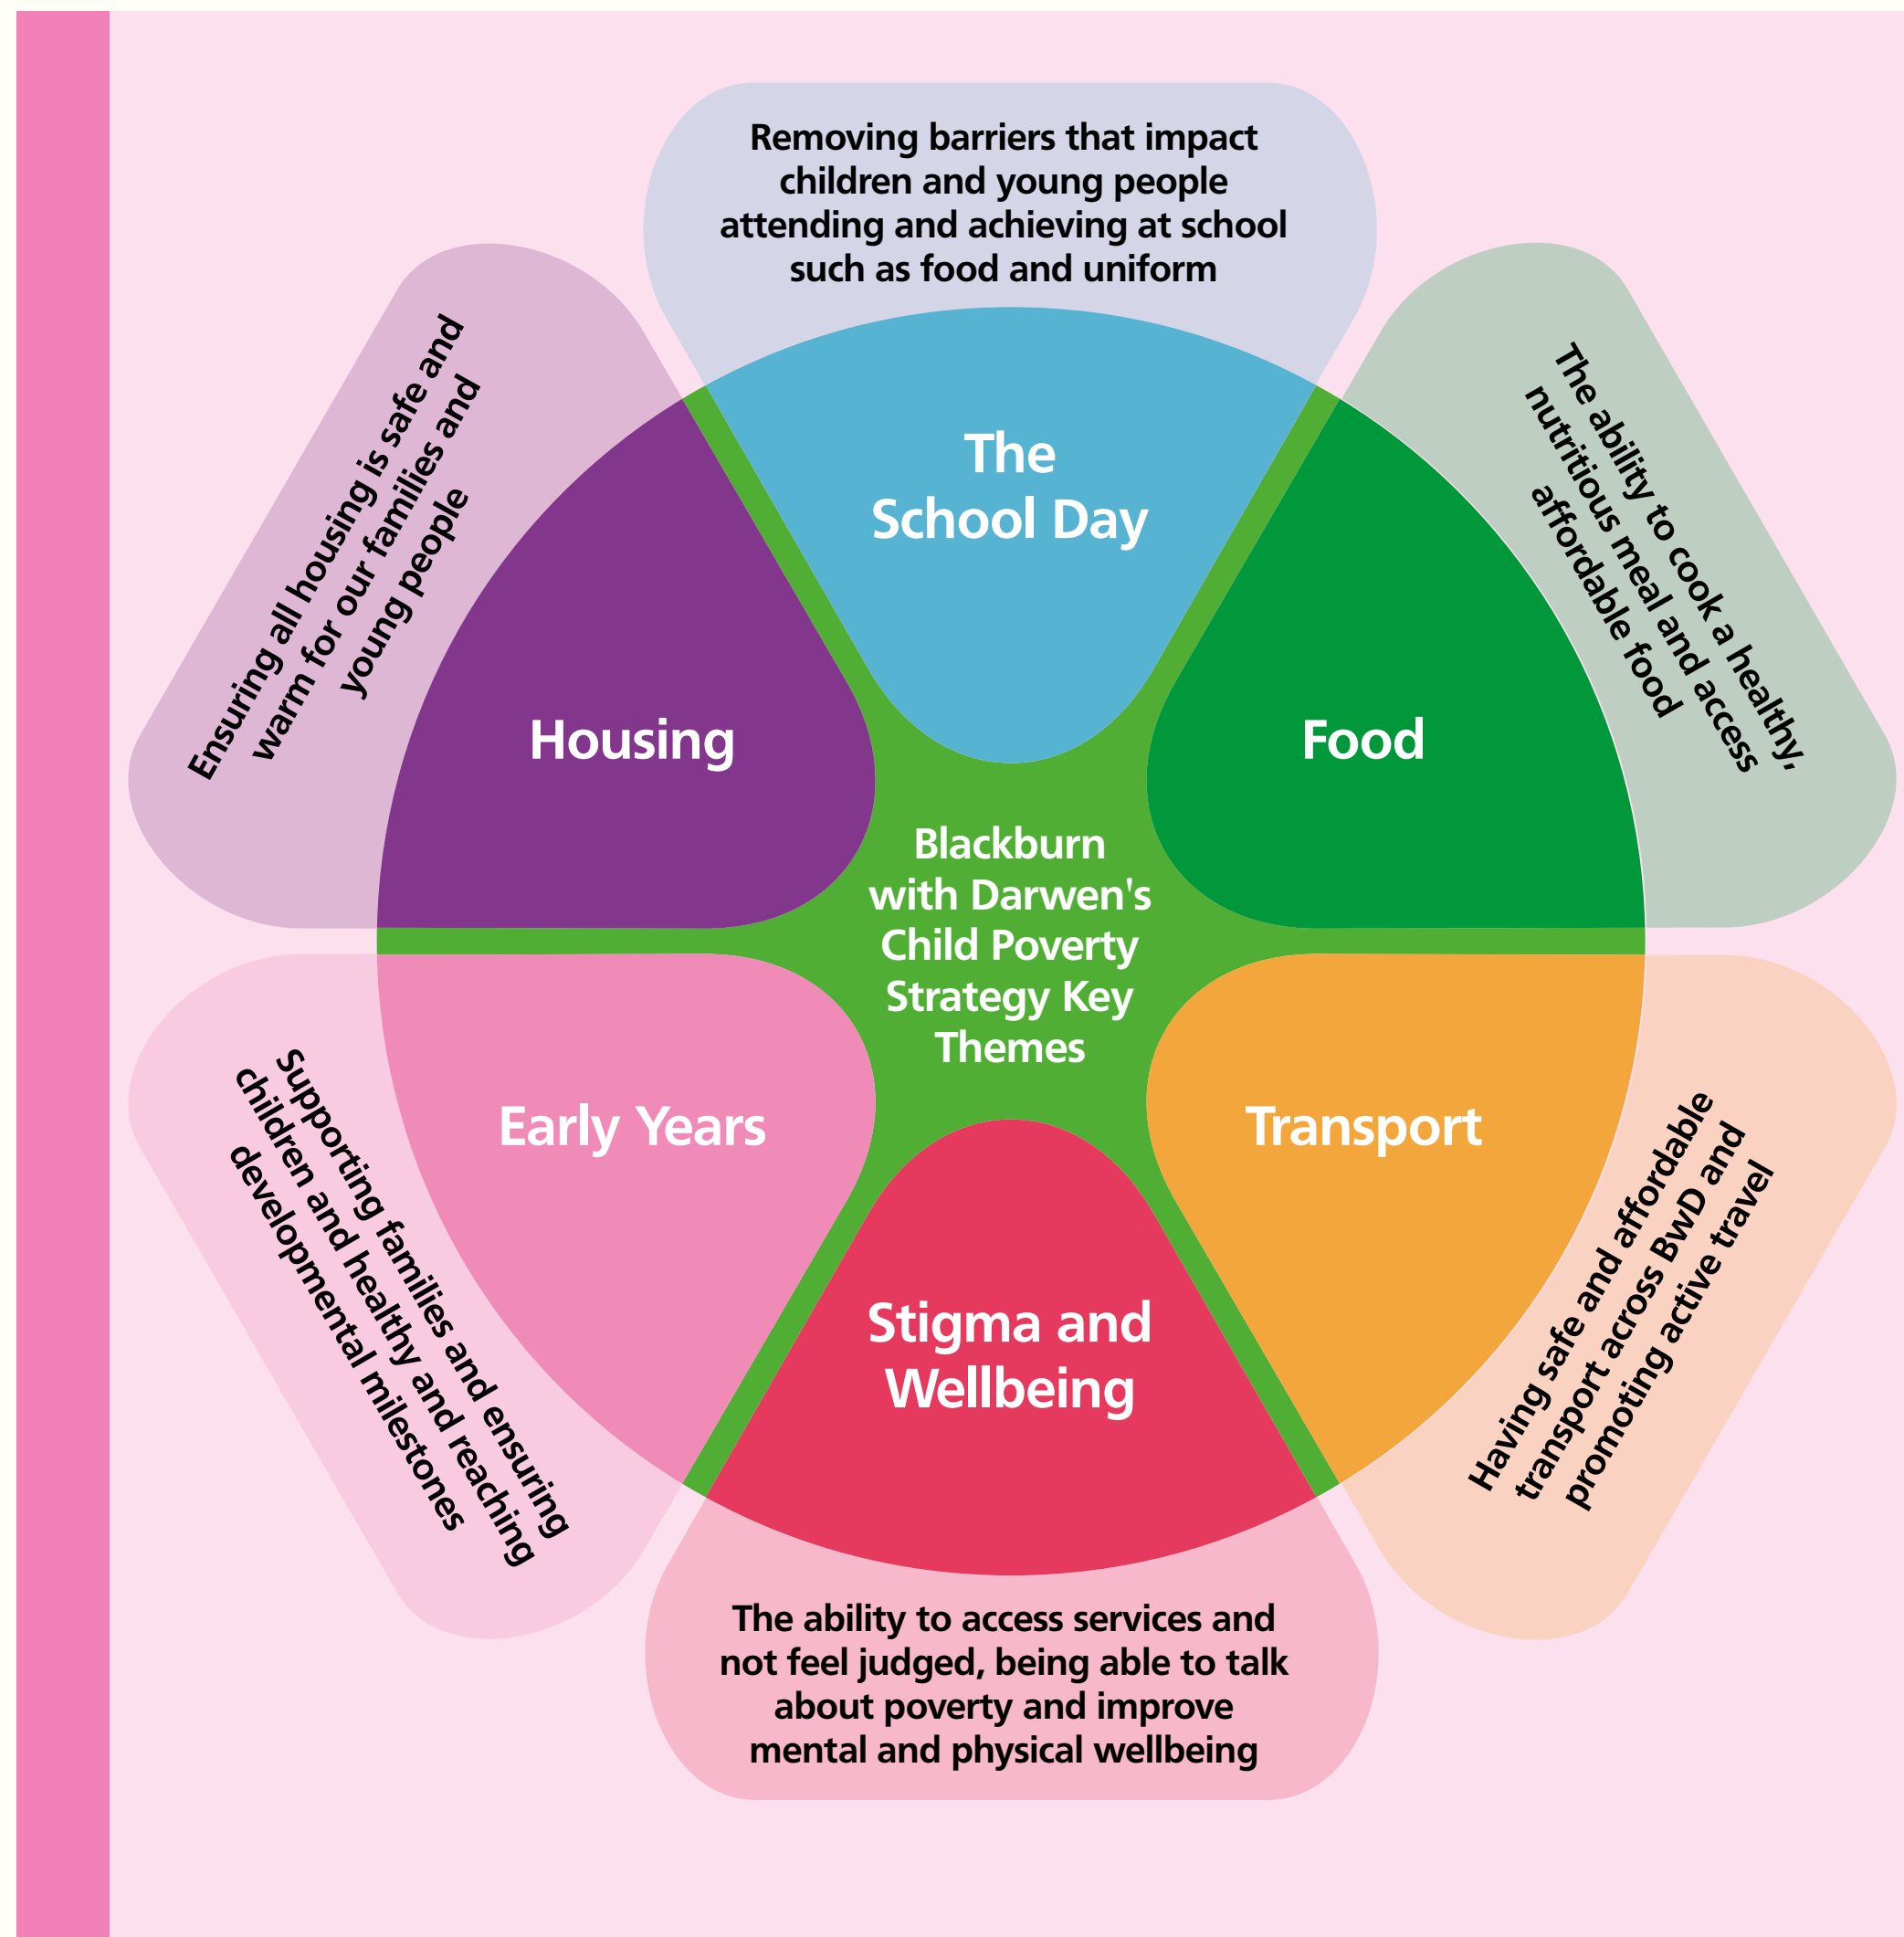 Removing barriers that impact
children and young people
attending and achieving at school
such as food and uniform
The
School Day
The ability to cook a healthy,
nutritious meal and access
affordable food
Food
Having safe and affordable
transport across BwD and
promoting active travel
Transport
The ability to access services and
not feel judged, being able to talk
about poverty and improve
mental and physical wellbeing
Stigma and
Wellbeing
Supporting families and ensuring
children and healthy and reaching
developmental milestones
Early Years
Ensuring all housing is safe and
warm for our families and
young people
Housing
Blackburn
with Darwen's
Child Poverty
Strategy Key
Themes